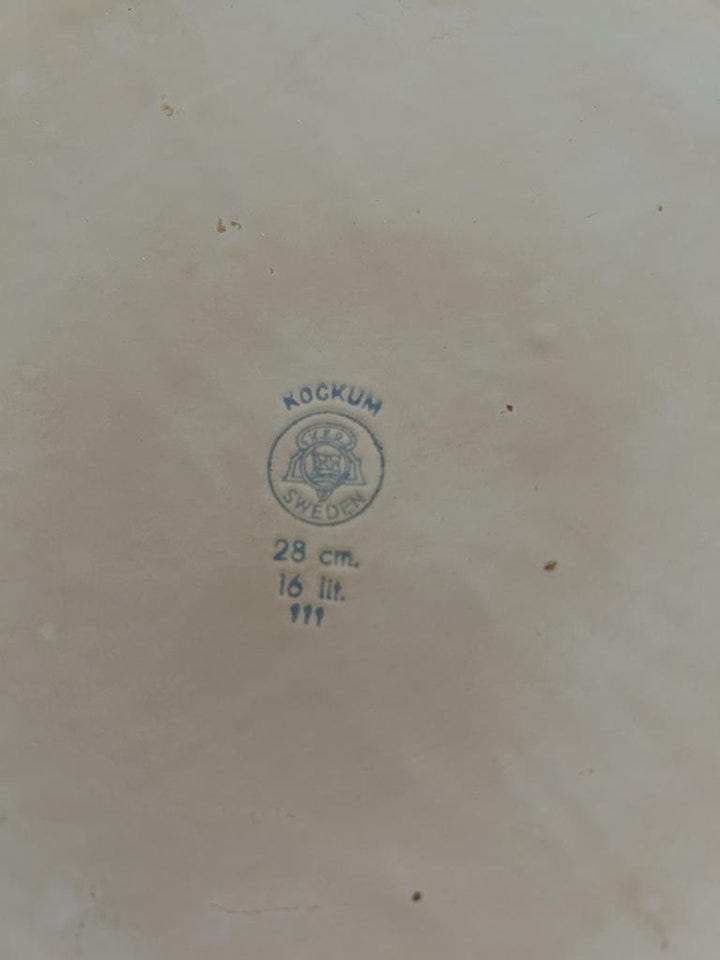 KOCKUM
K.E.R.
SWEDEN
28 cm.
16 lit.